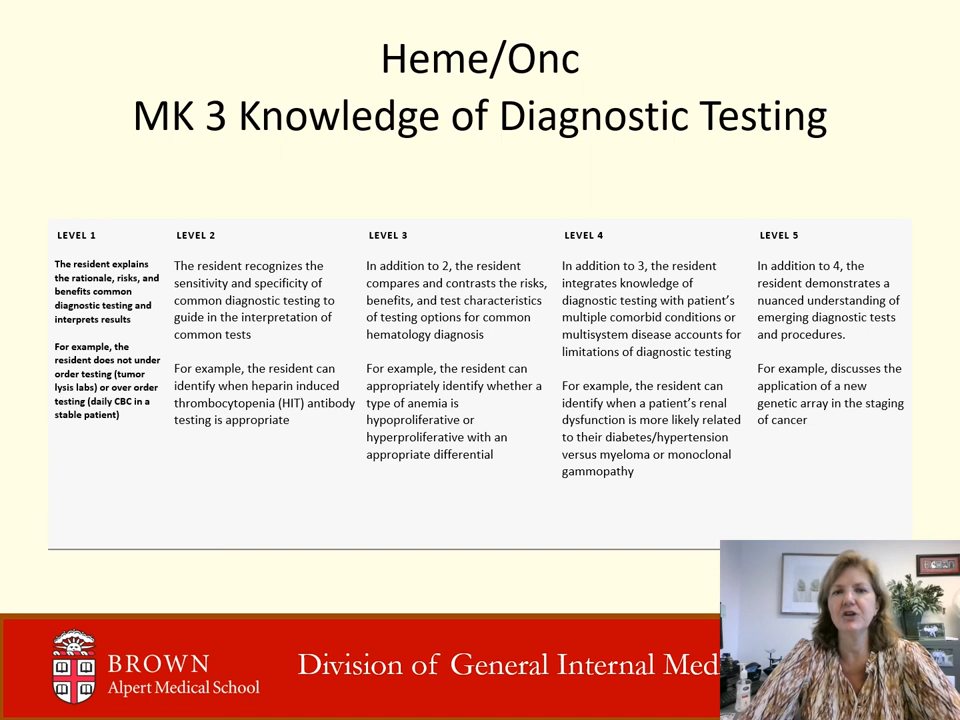 Heme/Onc
MK 3 Knowledge of Diagnostic Testing
LEVEL 1
The resident explains
the rationale, risks, and
benefits common
diagnostic testing and
interprets results
For example, the
resident does not under
order testing (tumor
lysis labs) or over order
testing (daily CBC in a
stable patient)
LEVEL 2
The resident recognizes the
sensitivity and specificity of
common diagnostic testing to
guide in the interpretation of
common tests
For example, the resident can
identify when heparin induced
thrombocytopenia (HIT) antibody
testing is appropriate
LEVEL 3
In addition to 2, the resident
compares and contrasts the risks,
benefits, and test characteristics
of testing options for common
hematology diagnosis
For example, the resident can
appropriately identify whether a
type of anemia is
hypoproliferative or
hyperproliferative with an
appropriate differential
LEVEL 4
In addition to 3, the resident
integrates knowledge of
diagnostic testing with patient's
multiple comorbid conditions or
multisystem disease accounts for
limitations of diagnostic testing
For example, the resident can
identify when a patient's renal
dysfunction is more likely related
to their diabetes/hypertension
versus myeloma or monoclonal
gammopathy
LEVEL 5
In addition to 4, the
resident demonstrates a
nuanced understanding of
emerging diagnostic tests
and procedures.
For example, discusses the
application of a new
genetic array in the staging
of cancer
BROWN
Alpert Medical School
Division of General Internal Med